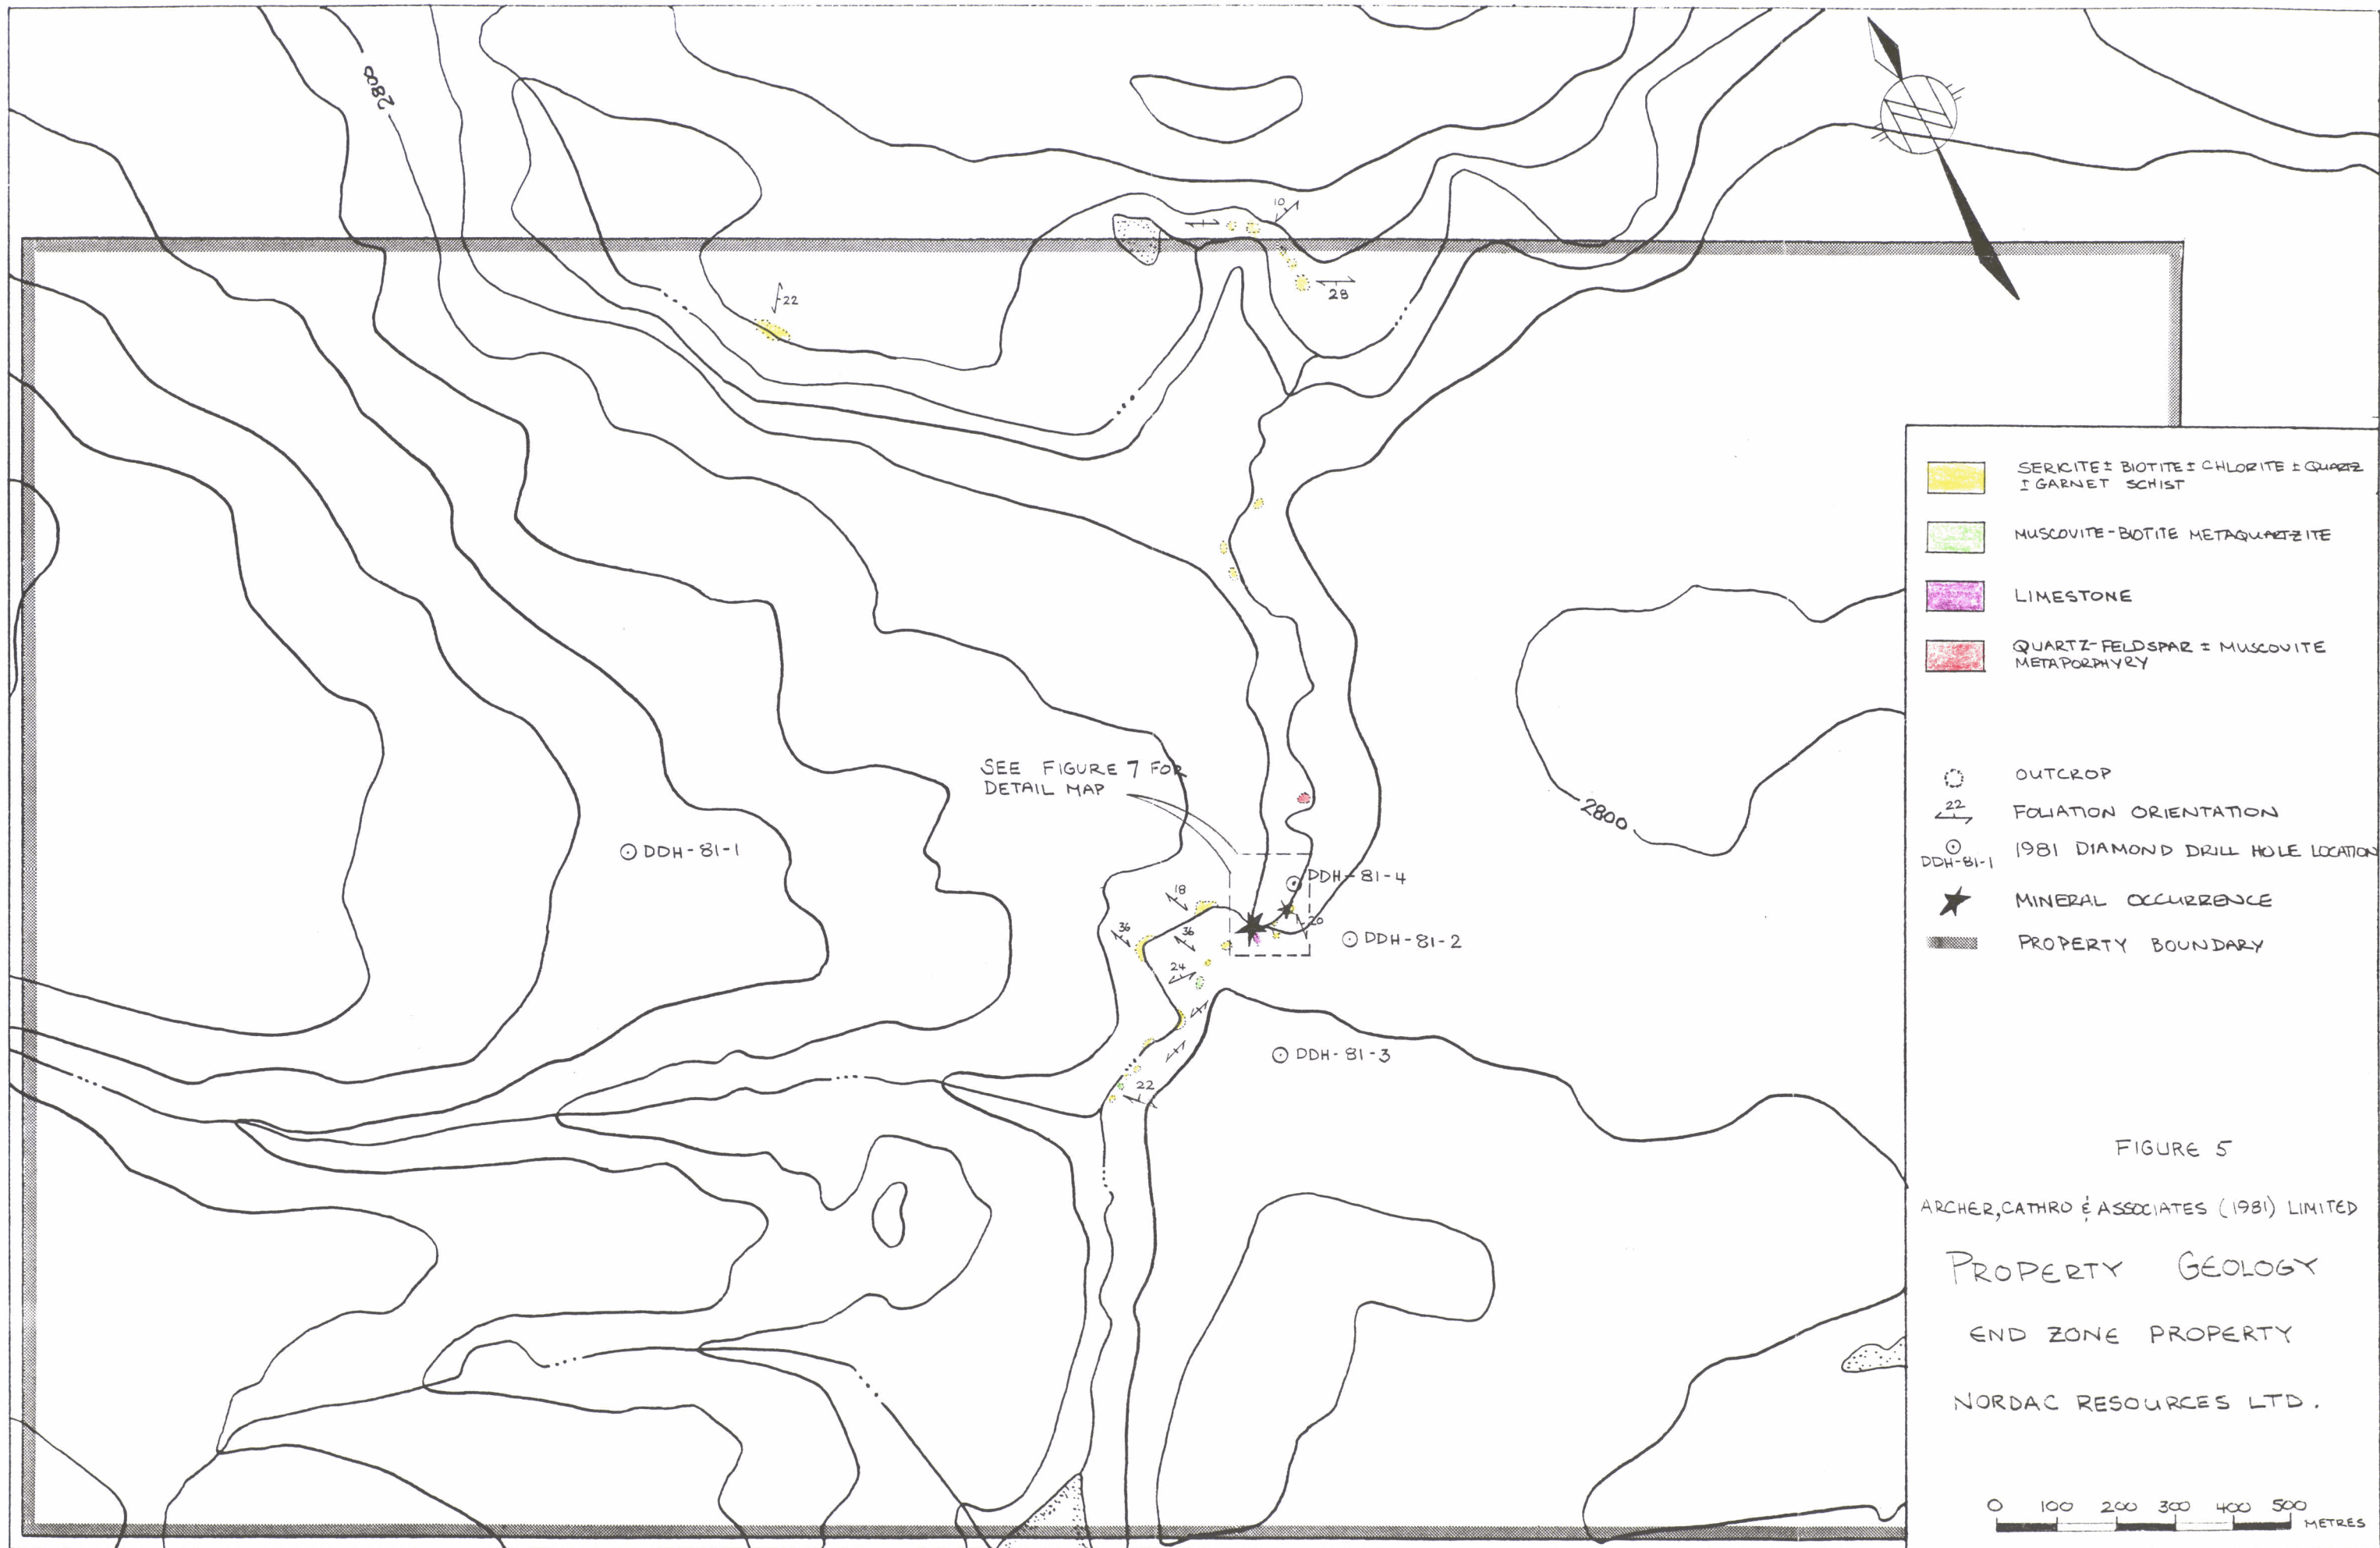 2800
10
28
22
SEE FIGURE 7 FOR
DETAIL MAP
2800
DDH-81-1
DDH-81-4
18
20
36
36
DDH-81-2
24
DDH-81-3
22
SERICITE ± BIOTITE ± CHLORITE ± QUARTZ
± GARNET SCHIST
MUSCOVITE-BIOTITE METAQUARTZITE
LIMESTONE
QUARTZ-FELDSPAR ± MUSCOVITE
METAPORPHYRY
OUTCROP
22
FOLIATION ORIENTATION
DDH-81-1
1981 DIAMOND DRILL HOLE LOCATION
MINERAL OCCURRENCE
PROPERTY BOUNDARY
FIGURE 5
ARCHER, CATHRO & ASSOCIATES (1981) LIMITED
PROPERTY GEOLOGY
END ZONE PROPERTY
NORDAC RESOURCES LTD.
0 100 200 300 400 500
METRES